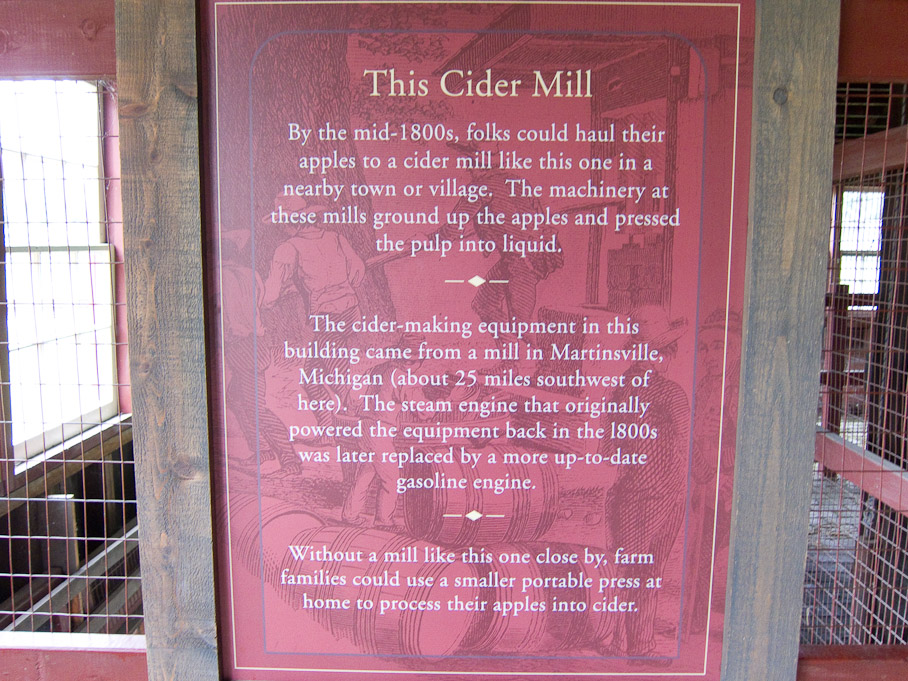 This Cider Mill
By the mid-1800s, folks could haul their
apples to a cider mill like this one in a
nearby town or village. The machinery at
these mills ground up the apples and pressed
the pulp into liquid.
The cider-making equipment in this
building came from a mill in Martinsville,
Michigan (about 25 miles southwest of
here). The steam engine that originally
powered the equipment back in the 1800s
was later replaced by a more up-to-date
gasoline engine.
Without a mill like this one close by, farm
families could use a smaller portable press at
home to process their apples into cider.